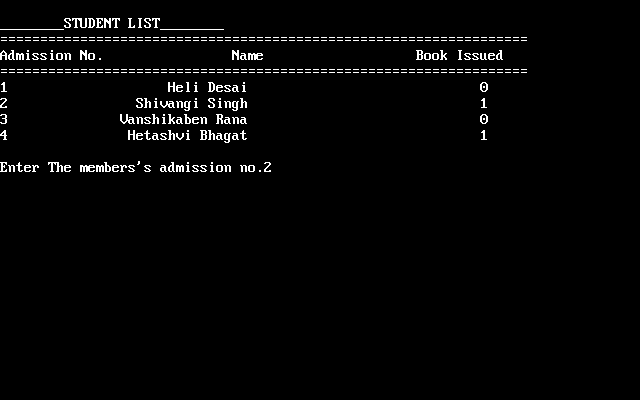 ________STUDENT LIST________
==================================================================
Admission No. Name Book Issued
==================================================================
1 Heli Desai 0
2 Shivangi Singh 1
3 Vanshikaben Rana 0
4 Hetashvi Bhagat 1
Enter The members's admission no.2